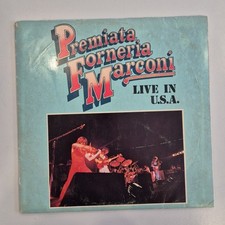 Premiata
Forneria
Marconi
LIVE IN
U.S.A.